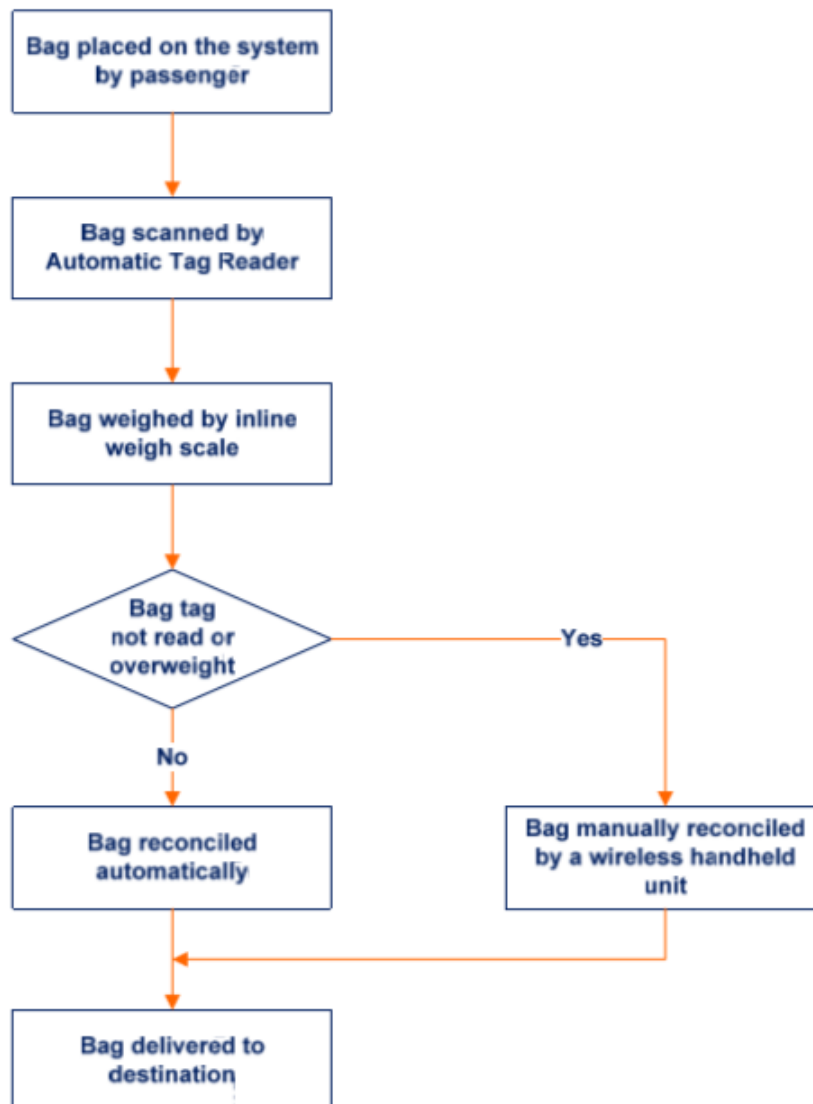 Bag placed on the system
by passenger
Bag scanned by
Automatic Tag Reader
Bag weighed by inline
weigh scale
Bag tag
not read or
overweight
Yes
No
Bag reconciled
automatically
Bag manually reconciled
by a wireless handheld
unit
Bag delivered to
destination